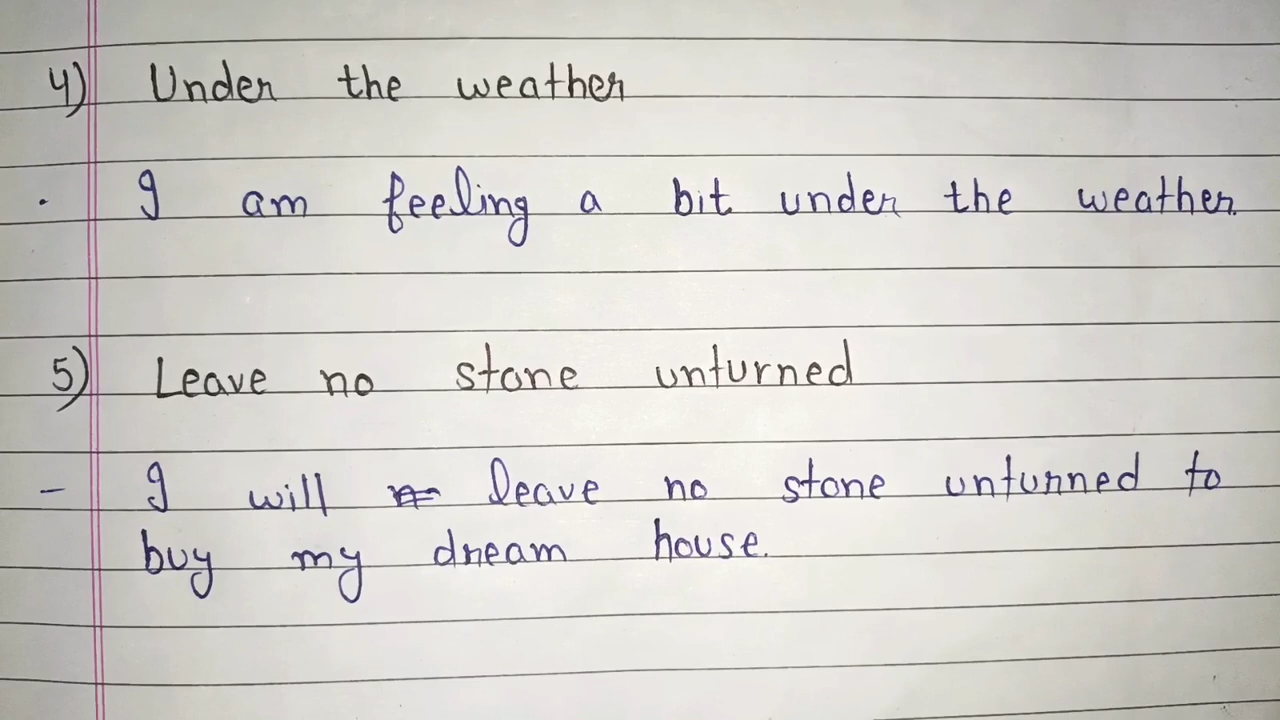 4) Under the weather
. I am feeling a bit under the weather.
5) Leave no stone unturned
- I will leave no stone unturned to
buy my dream house.